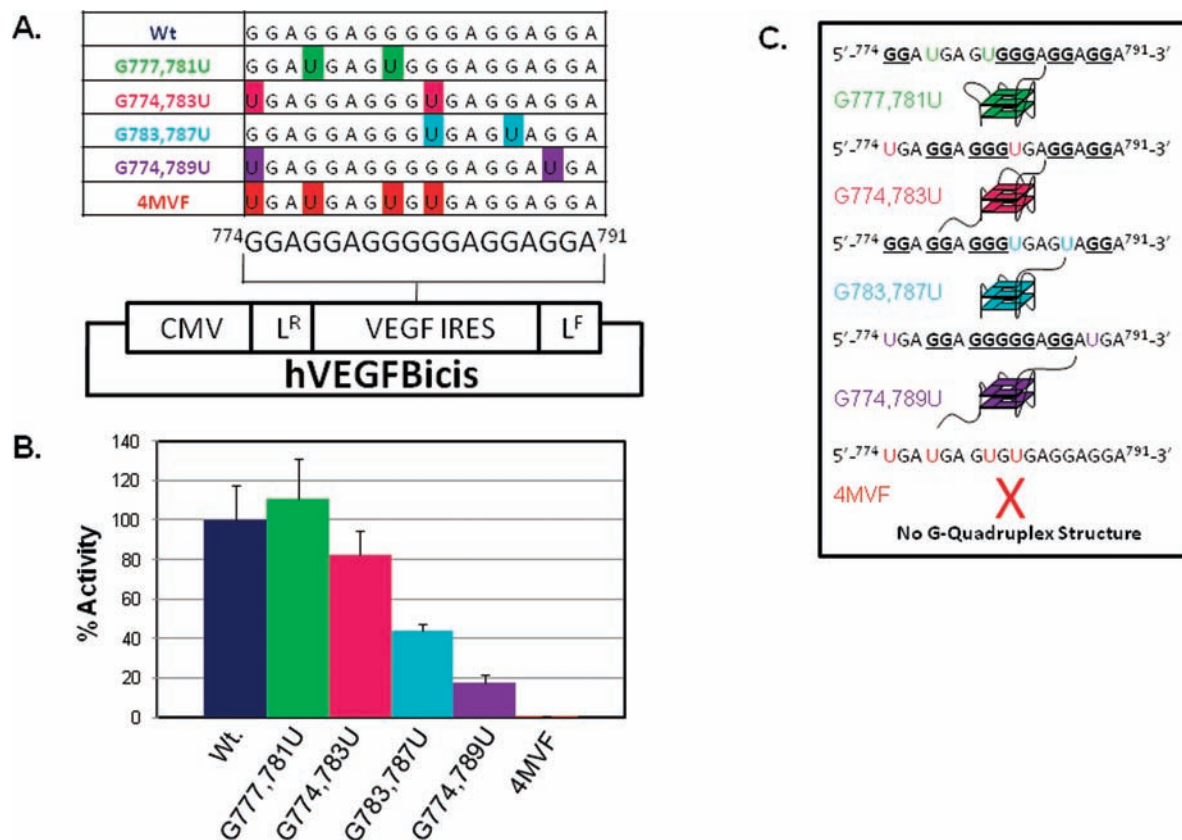 A.
Wt G G A G G A G G G G G A G G A G G A
G777,781U G G A U G A G U G G G A G G A G G A
G774,783U U G A G G A G G G U G A G G A G G A
G783,787U G G A G G A G G G U G A G U A G G A
G774,789U U G A G G A G G G G G A G G A U G A
4MVF U G A U G A G U G U G A G G A G G A
774GGAGGAGGGGGAGGAGGA791
CMV LR VEGF IRES LF
hVEGFBicis
B.
% Activity
140
120
100
80
60
40
20
0
Wt.
G777,781U
G774,783U
G783,787U
G774,789U
4MVF
C.
5'-774 GGA UGA GUGGGAGGAGGA791-3'
G777,781U
5'-774 UGA GGA GGGUGAGGAGGA791-3'
G774,783U
5'-774 GGA GGA GGGUGAGUAGGA791-3'
G783,787U
5'-774 UGA GGA GGGGGAGGAUGA791-3'
G774,789U
5'-774 UGA UGA GUGUGAGGAGGA791-3'
4MVF X
No G-Quadruplex Structure